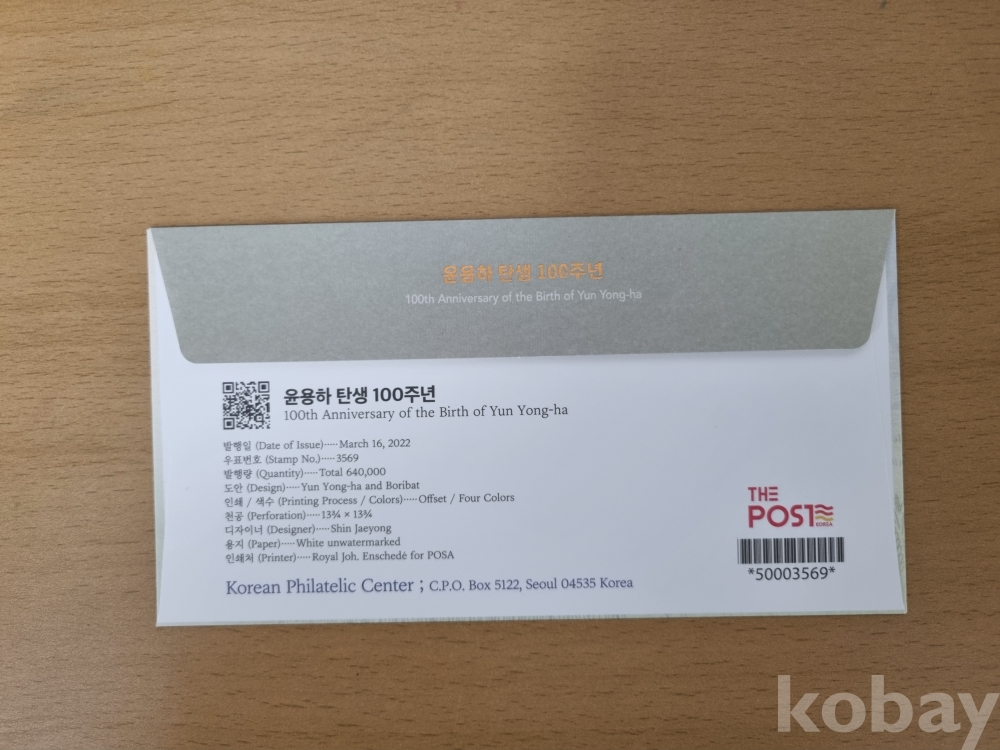 윤용하 탄생 100주년
100th Anniversary of the Birth of Yun Yong-ha
윤용하 탄생 100주년
100th Anniversary of the Birth of Yun Yong-ha
발행일 (Date of Issue)·····March 16, 2022
우표번호 (Stamp No.)·····3569
발행량 (Quantity)·····Total 640,000
도안 (Design)·····Yun Yong-ha and Boribat
인쇄 / 색수 (Printing Process / Colors)·····Offset / Four Colors
천공 (Perforation)·····13¾ × 13¾
디자이너 (Designer)·····Shin Jaeyong
용지 (Paper)·····White unwatermarked
인쇄처 (Printer)·····Royal Joh. Enschedé for POSA
Korean Philatelic Center ; C.P.O. Box 5122, Seoul 04535 Korea
THE
POST
KOREA
*50003569*
kobay